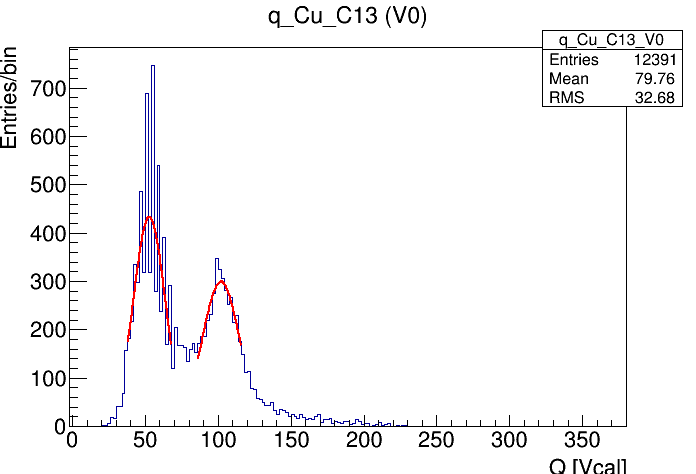 q_Cu_C13 (V0)
q_Cu_C13_V0
Entries 12391
Mean 79.76
RMS 32.68
Entries/bin
700
600
500
400
300
200
100
0
0 50 100 150 200 250 300 350
Q [Vcal]